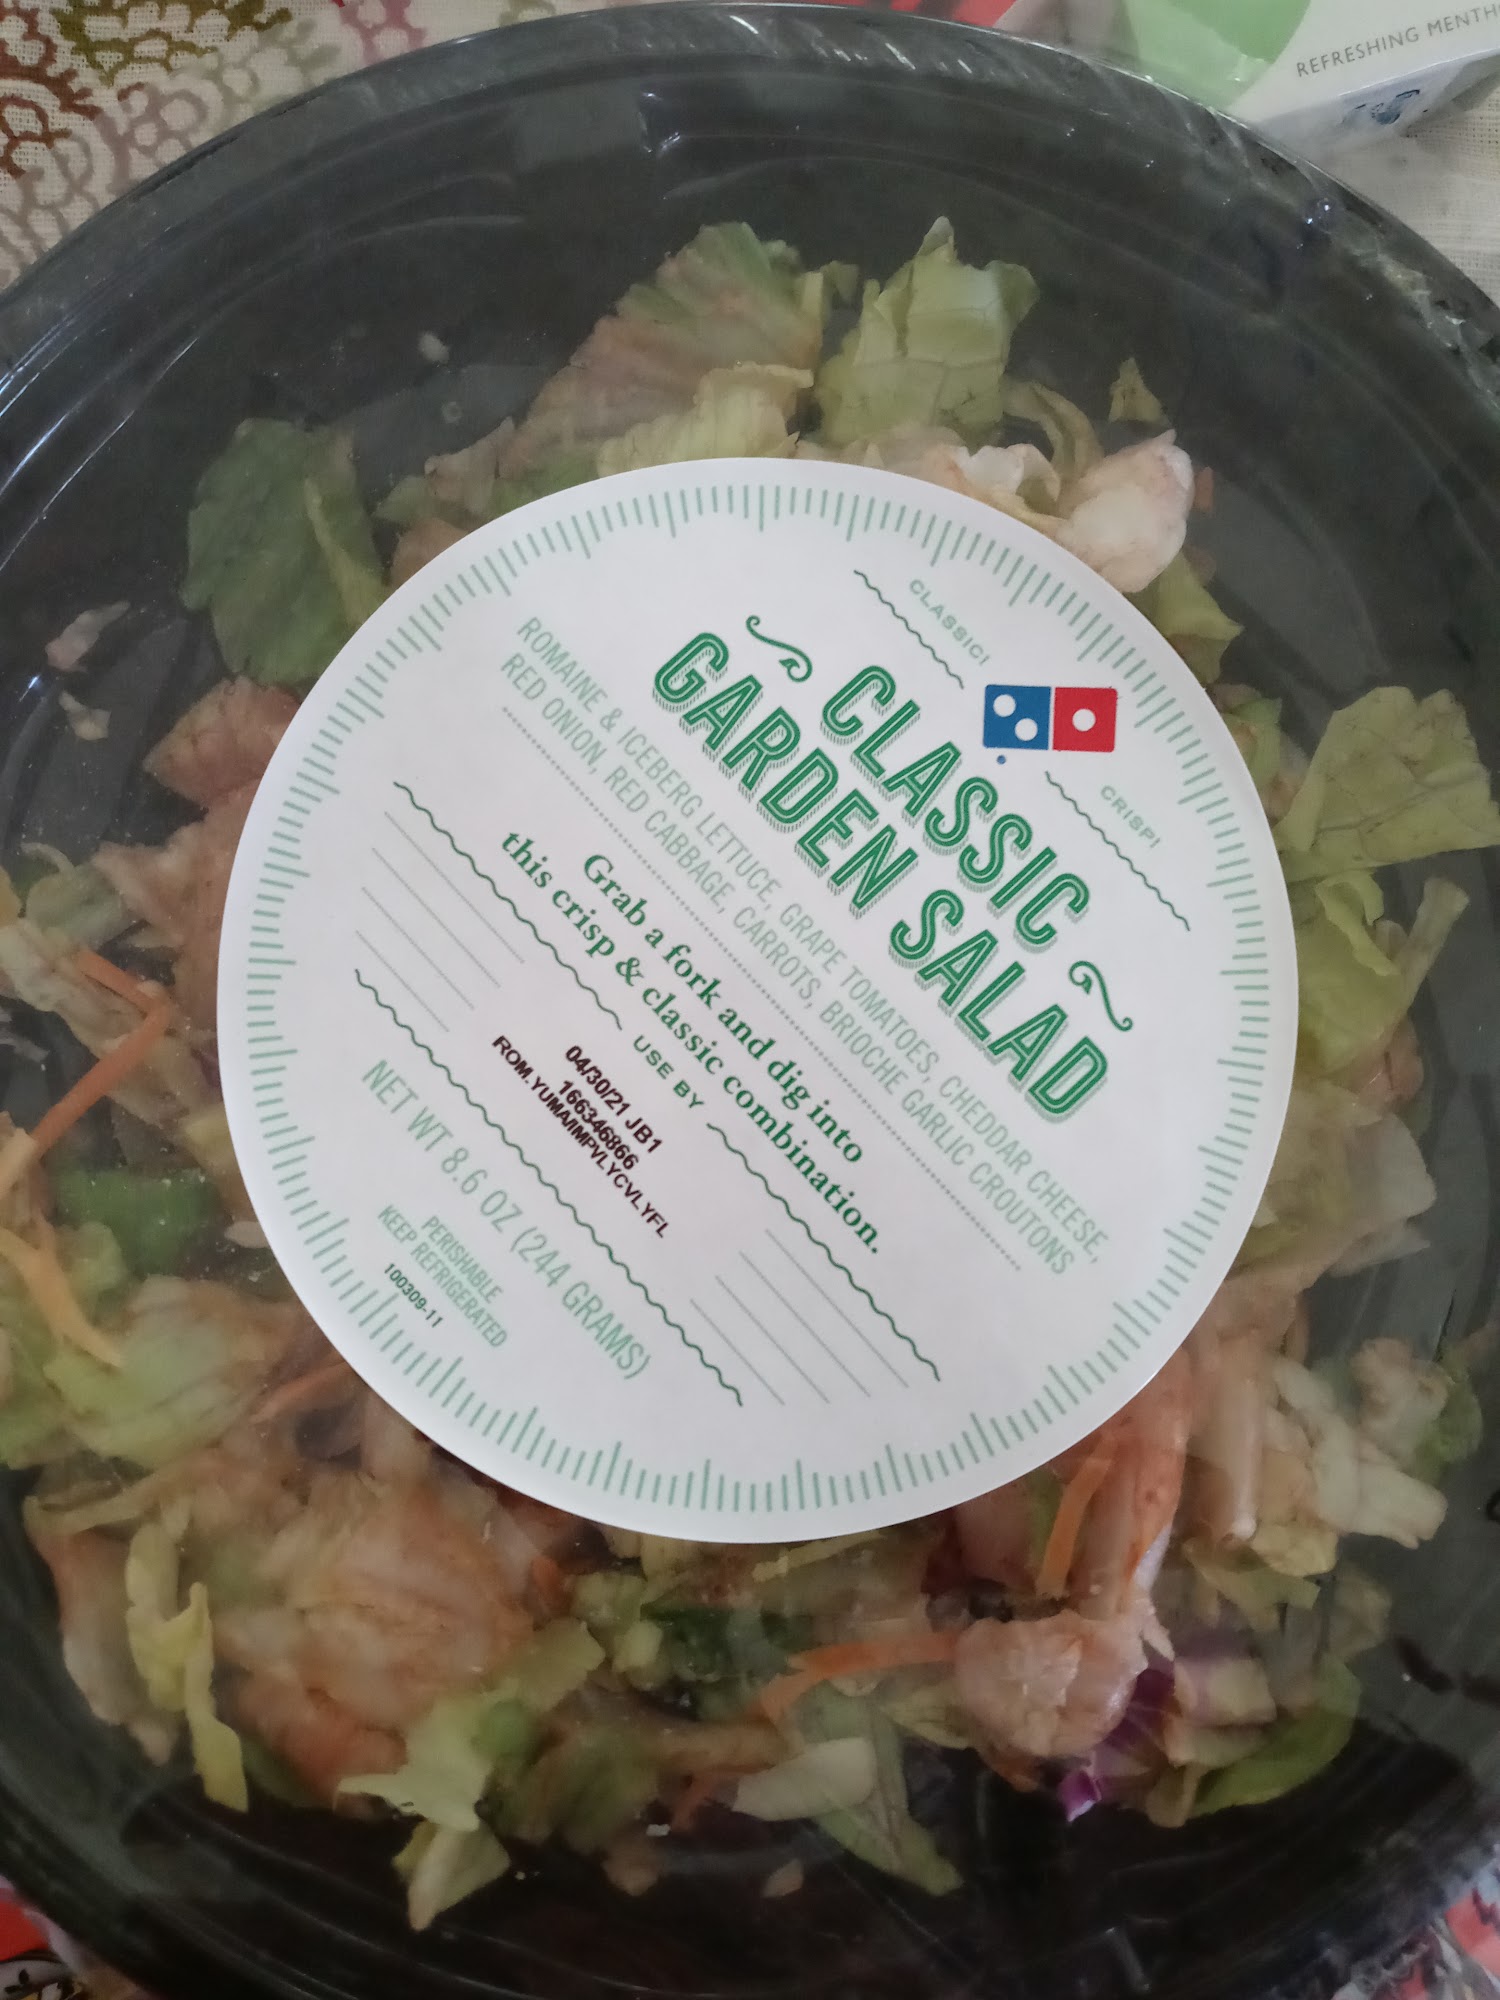 REFRESHING MENTH
CLASSIC!
CRISP!
CLASSIC
GARDEN SALAD
ROMAINE & ICEBERG LETTUCE, GRAPE TOMATOES, CHEDDAR CHEESE,
RED ONION, RED CABBAGE, CARROTS, BRIOCHE GARLIC CROUTONS
Grab a fork and dig into
this crisp & classic combination.
USE BY
04/30/21 JB1
166346866
ROM.YUMA/IMPVLYCVLYFL
NET WT 8.6 OZ (244 GRAMS)
PERISHABLE
KEEP REFRIGERATED
100309-11